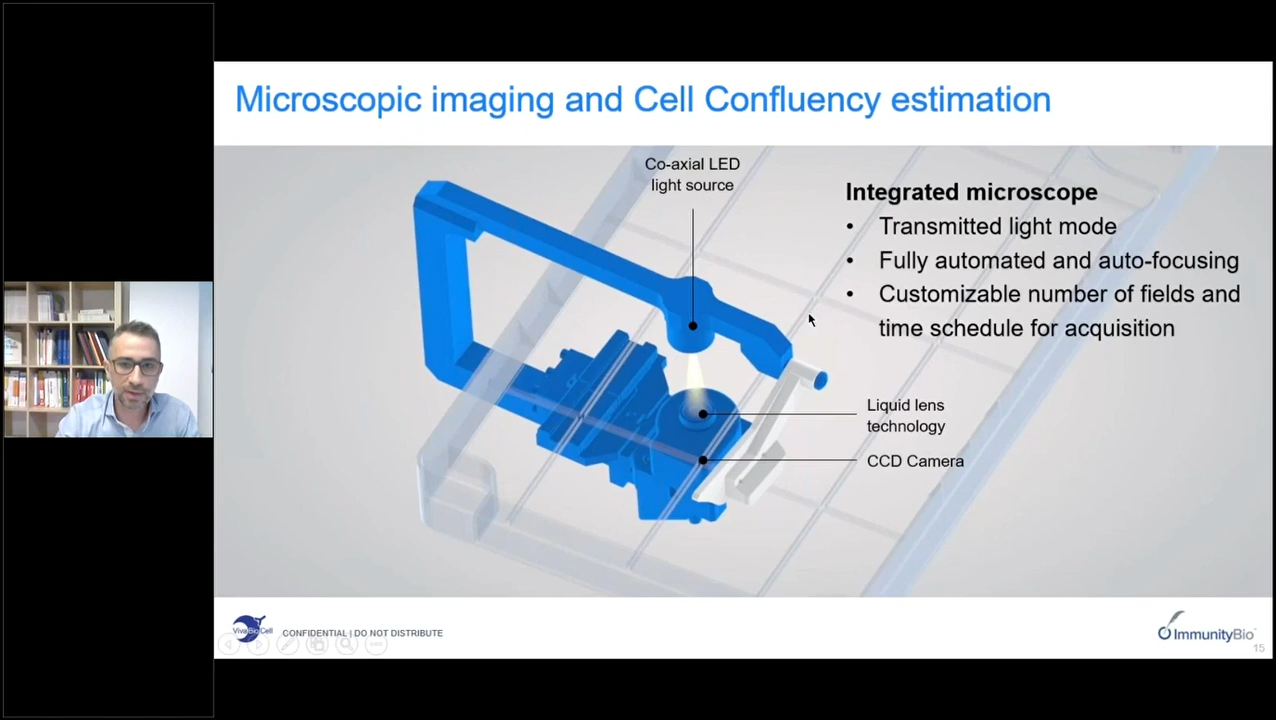 Microscopic imaging and Cell Confluency estimation
Co-axial LED
light source
Integrated microscope
• Transmitted light mode
• Fully automated and auto-focusing
• Customizable number of fields and
time schedule for acquisition
Liquid lens
technology
CCD Camera
VivaBioCell
CONFIDENTIAL | DO NOT DISTRIBUTE
ImmunityBio
15